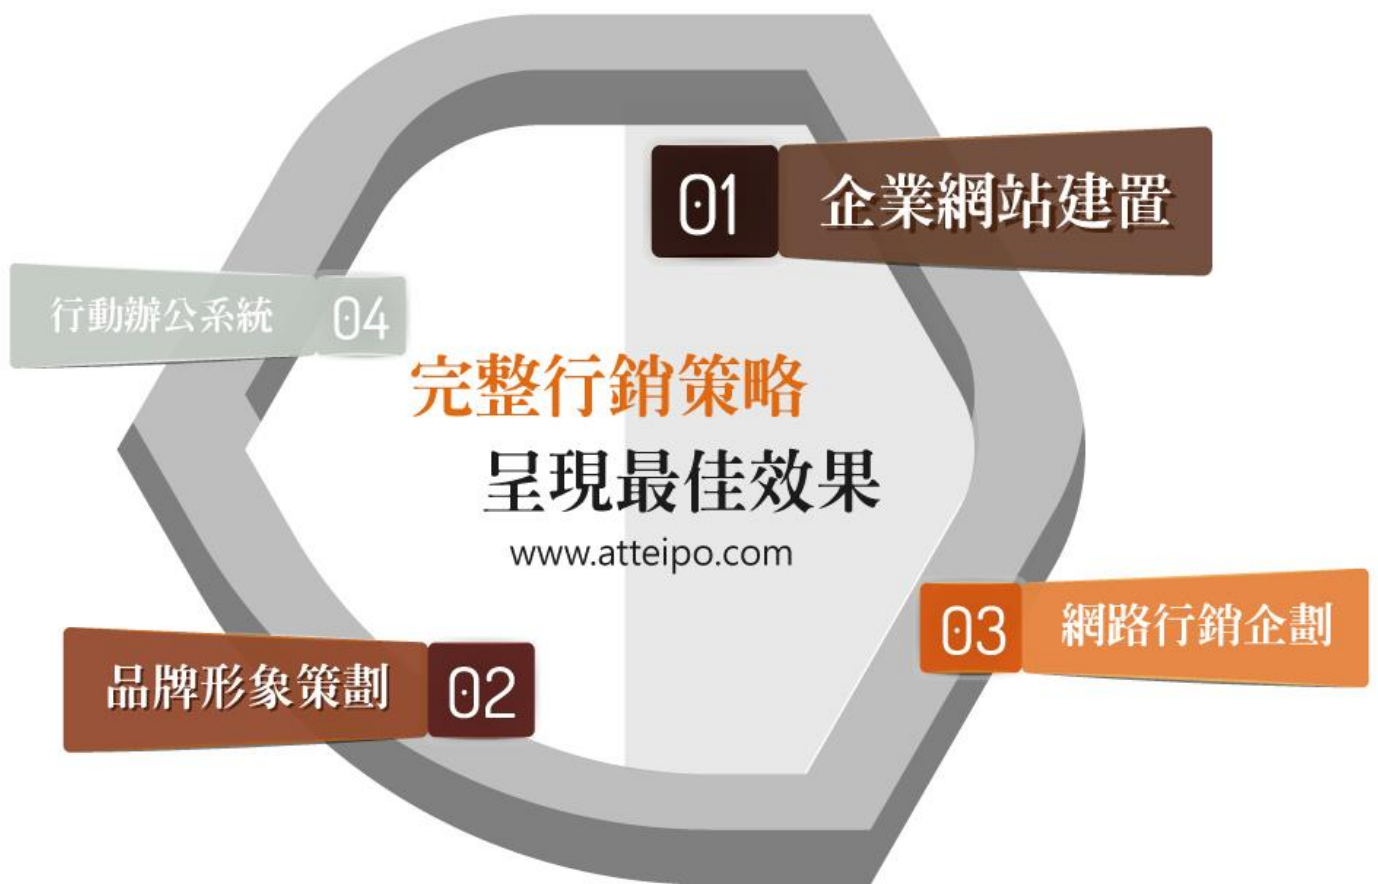 01 企業網站建置
行動辦公系統 04
完整行銷策略
呈現最佳效果
www.atteipo.com
03 網路行銷企劃
品牌形象策劃 02